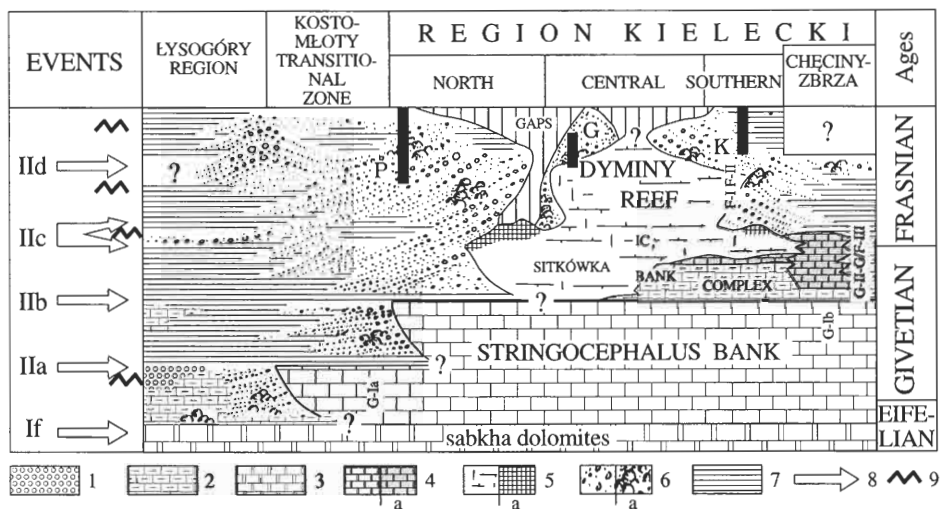 EVENTS
ŁYSOGÓRY
REGION
KOSTO-
MŁOTY
TRANSITIO-
NAL
ZONE
REGION KIELECKI
NORTH
CENTRAL
SOUTHERN
CHĘCINY-
ZBRZA
Ages
IId
IIc
IIb
IIa
If
?
P
GAPS
G
?
K
?
DYMINY
REEF
F-I F-II
IC
SITKÓWKA
BANK
COMPLEX
G-II-G/F-III
?
G-Ib
STRINGOCEPHALUS BANK
?
G-Ia
?
sabkha dolomites
FRASNIAN
GIVETIAN
EIFE-
LIAN
1 2 3 4 5 6 7 8 9
a a a